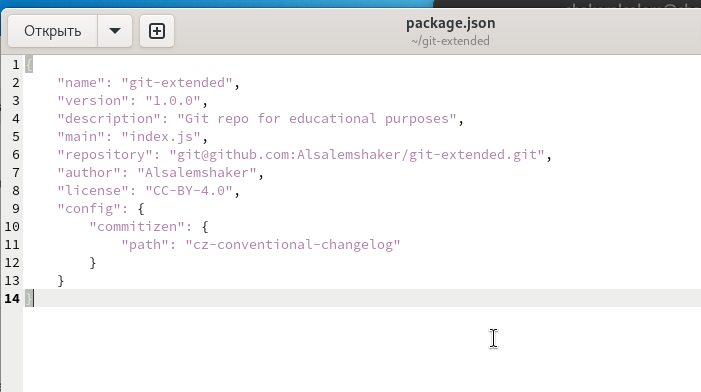 Открыть
package.json
~/git-extended
1 {
2 "name": "git-extended",
3 "version": "1.0.0",
4 "description": "Git repo for educational purposes",
5 "main": "index.js",
6 "repository": "git@github.com:Alsalemshaker/git-extended.git",
7 "author": "Alsalemshaker",
8 "license": "CC-BY-4.0",
9 "config": {
10 "commitizen": {
11 "path": "cz-conventional-changelog"
12 }
13 }
14 }